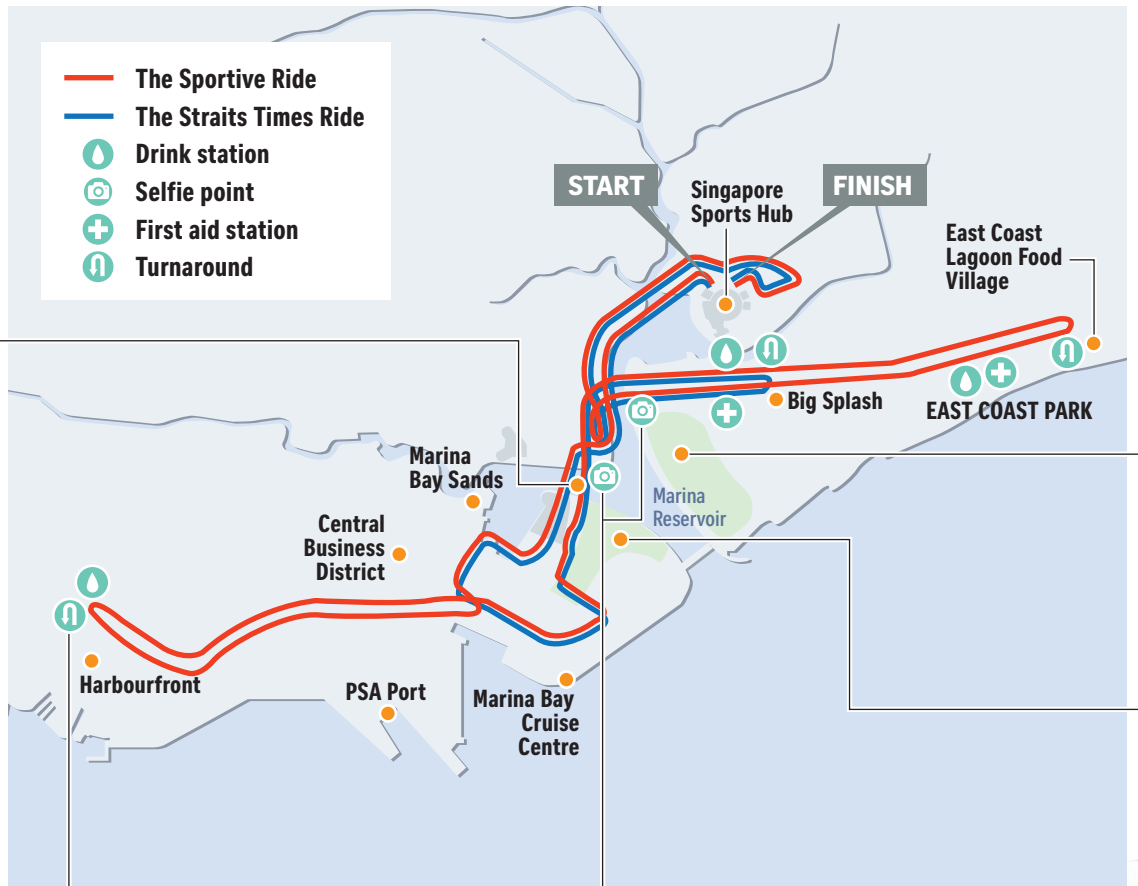 The Sportive Ride
The Straits Times Ride
Drink station
Selfie point
First aid station
Turnaround
START
Singapore
Sports Hub
FINISH
East Coast
Lagoon Food
Village
Big Splash
EAST COAST PARK
Marina
Bay Sands
Marina
Reservoir
Central
Business
District
Harbourfront
PSA Port
Marina Bay
Cruise
Centre